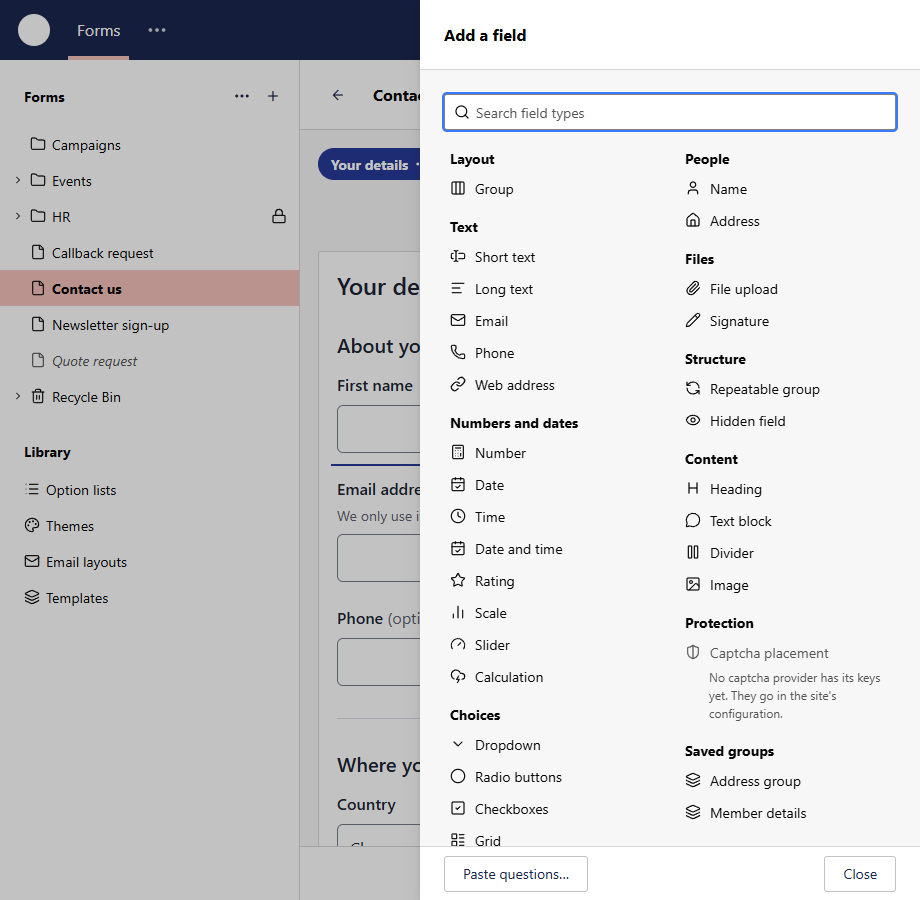 Forms
Add a field
Forms
Contac
Search field types
Campaigns
Events
HR
Callback request
Contact us
Newsletter sign-up
Quote request
Recycle Bin
Library
Option lists
Themes
Email layouts
Templates
Your details
Your de
About yo
First name
Email addre
We only use i
Phone (opti
Where yo
Country
Layout
Group
Text
Short text
Long text
Email
Phone
Web address
Numbers and dates
Number
Date
Time
Date and time
Rating
Scale
Slider
Calculation
Choices
Dropdown
Radio buttons
Checkboxes
Grid
People
Name
Address
Files
File upload
Signature
Structure
Repeatable group
Hidden field
Content
Heading
Text block
Divider
Image
Protection
Captcha placement
No captcha provider has its keys
yet. They go in the site's
configuration.
Saved groups
Address group
Member details
Paste questions...
Close